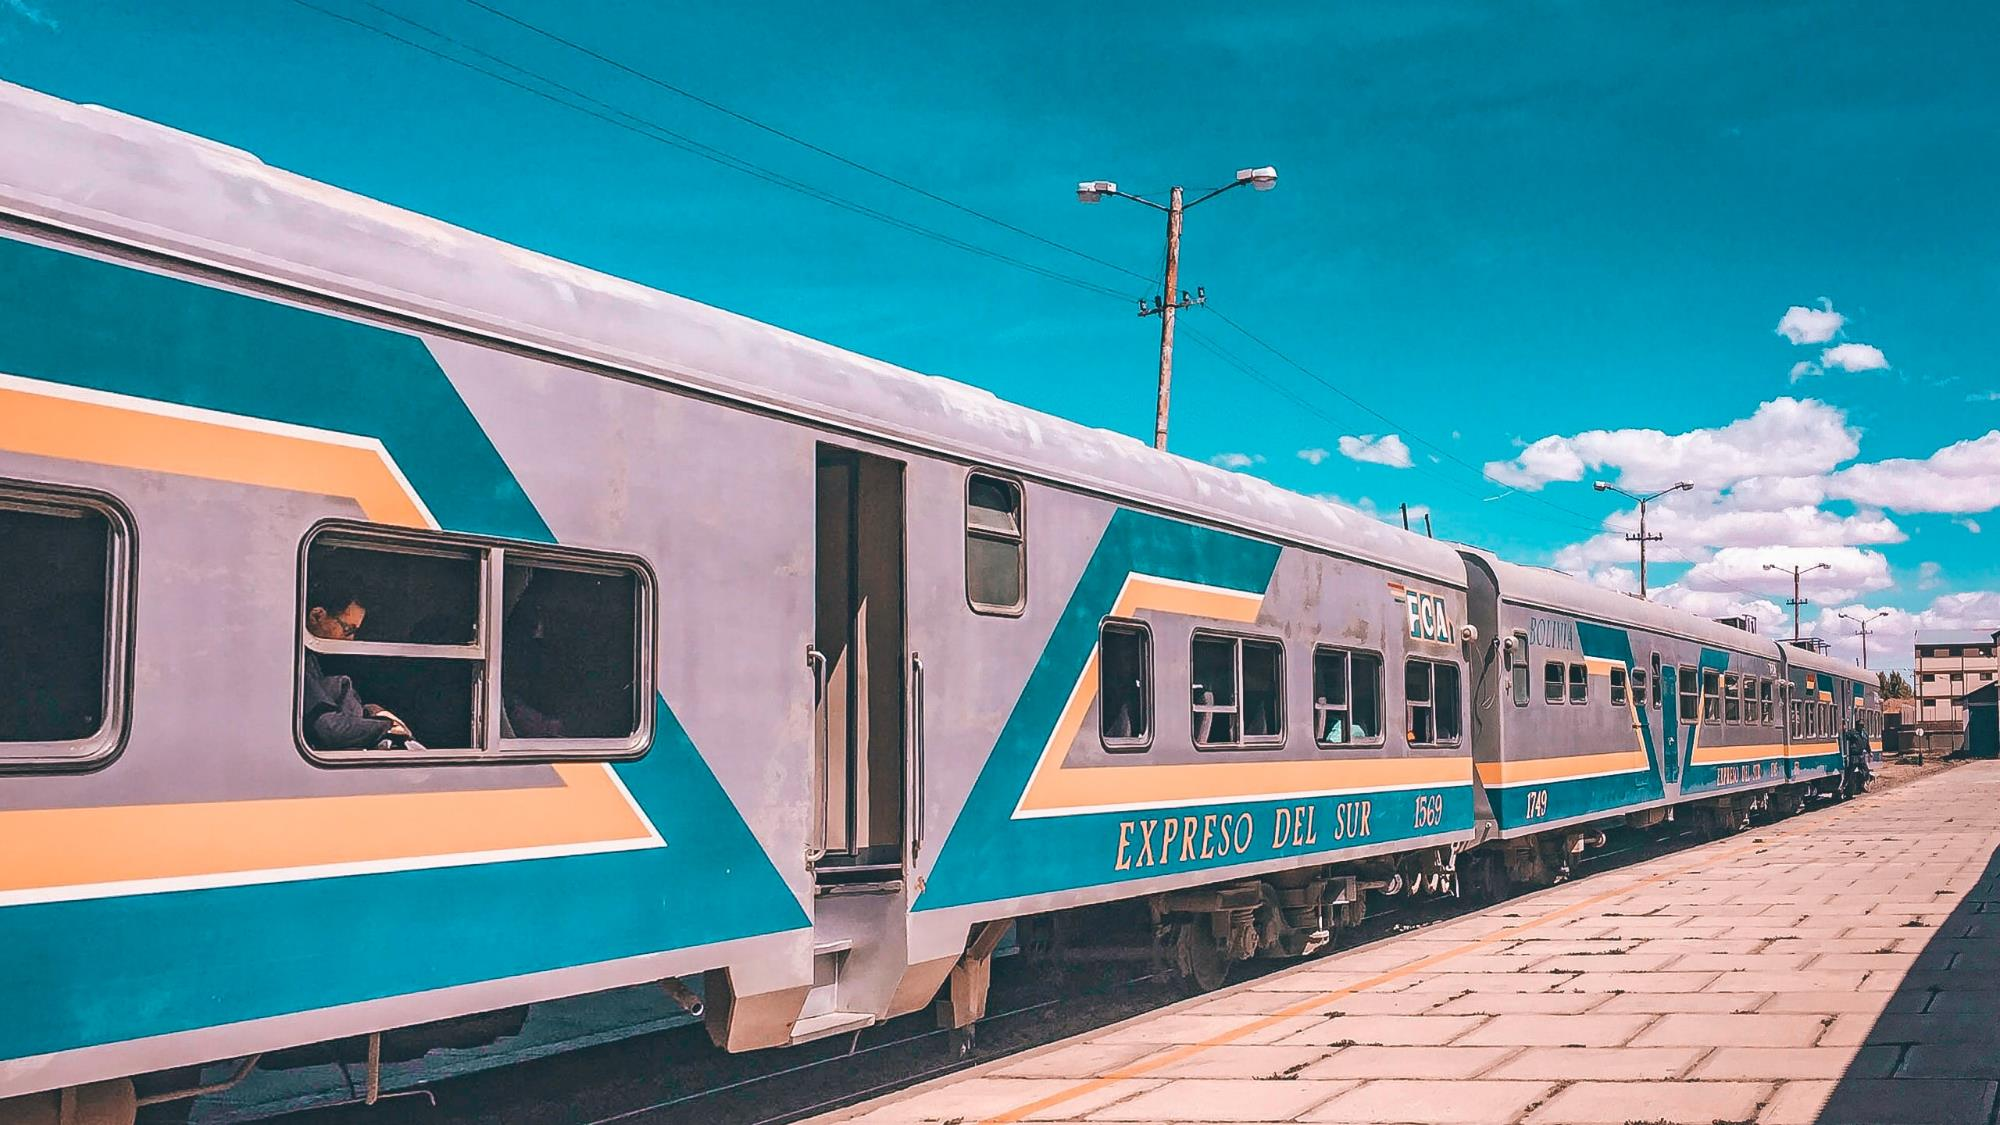 FCA
EXPRESO DEL SUR 1569
BOLIVIA
1749
EXPRESO DEL SUR